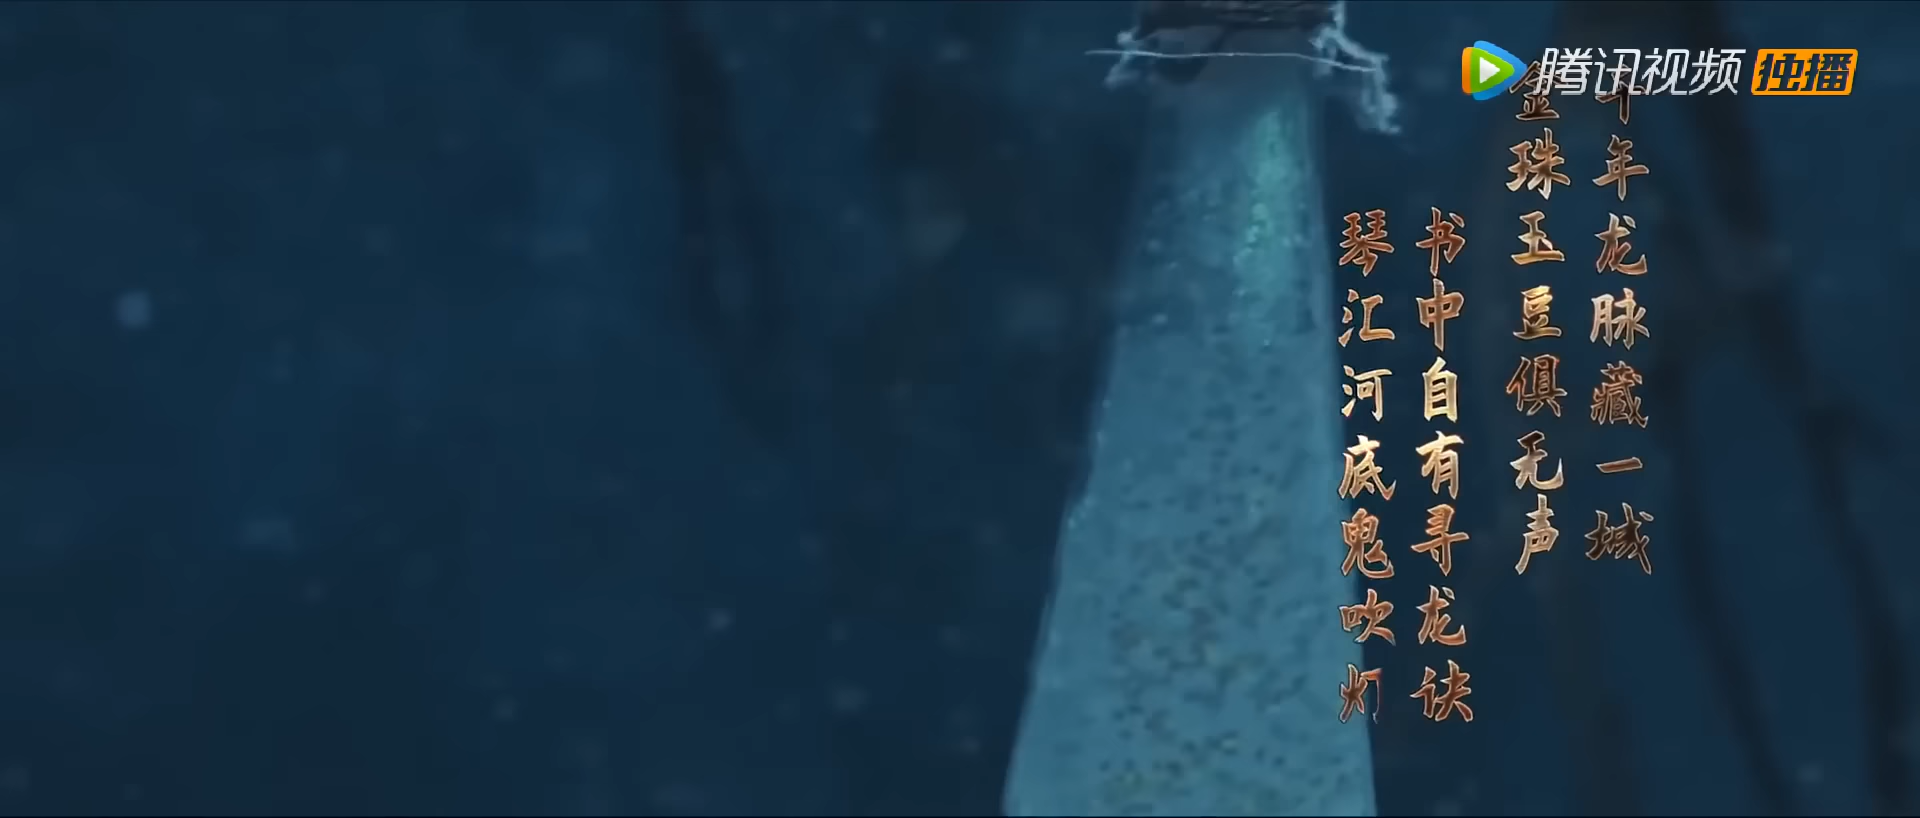 腾讯视频 独播
千年龙脉藏一城
金珠玉豆俱无声
书中自有寻龙诀
琴汇河底鬼吹灯